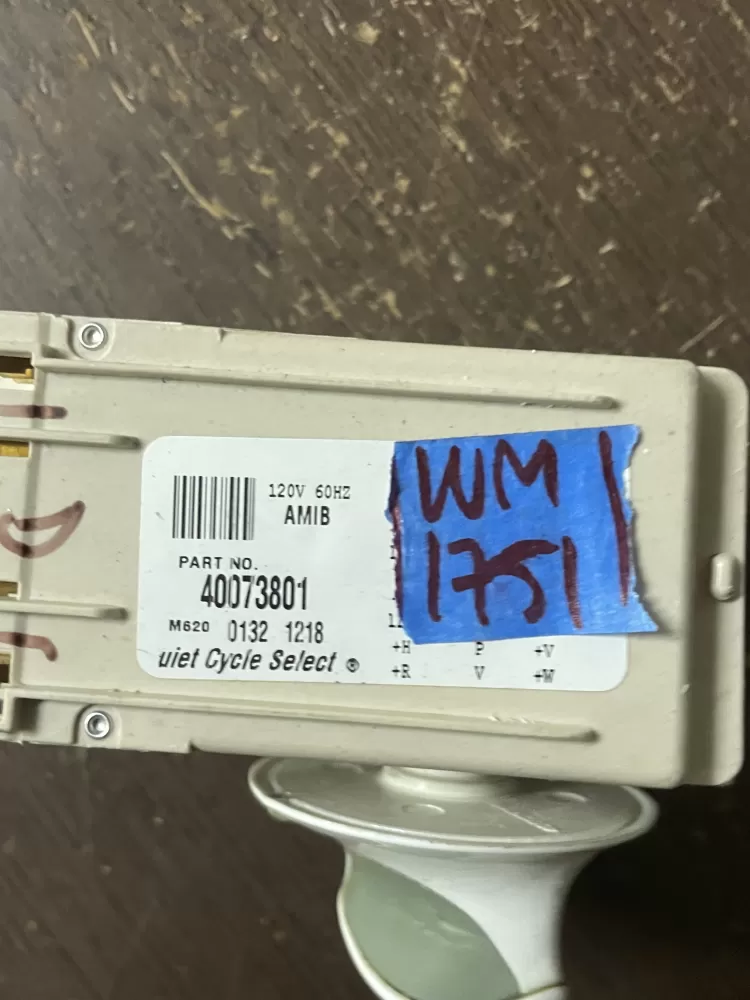 120V 60HZ
AMIB
PART NO.
40073801
M620 0132 1218
uiet Cycle Select ®
WM
1751
+H P +V
+R V +W